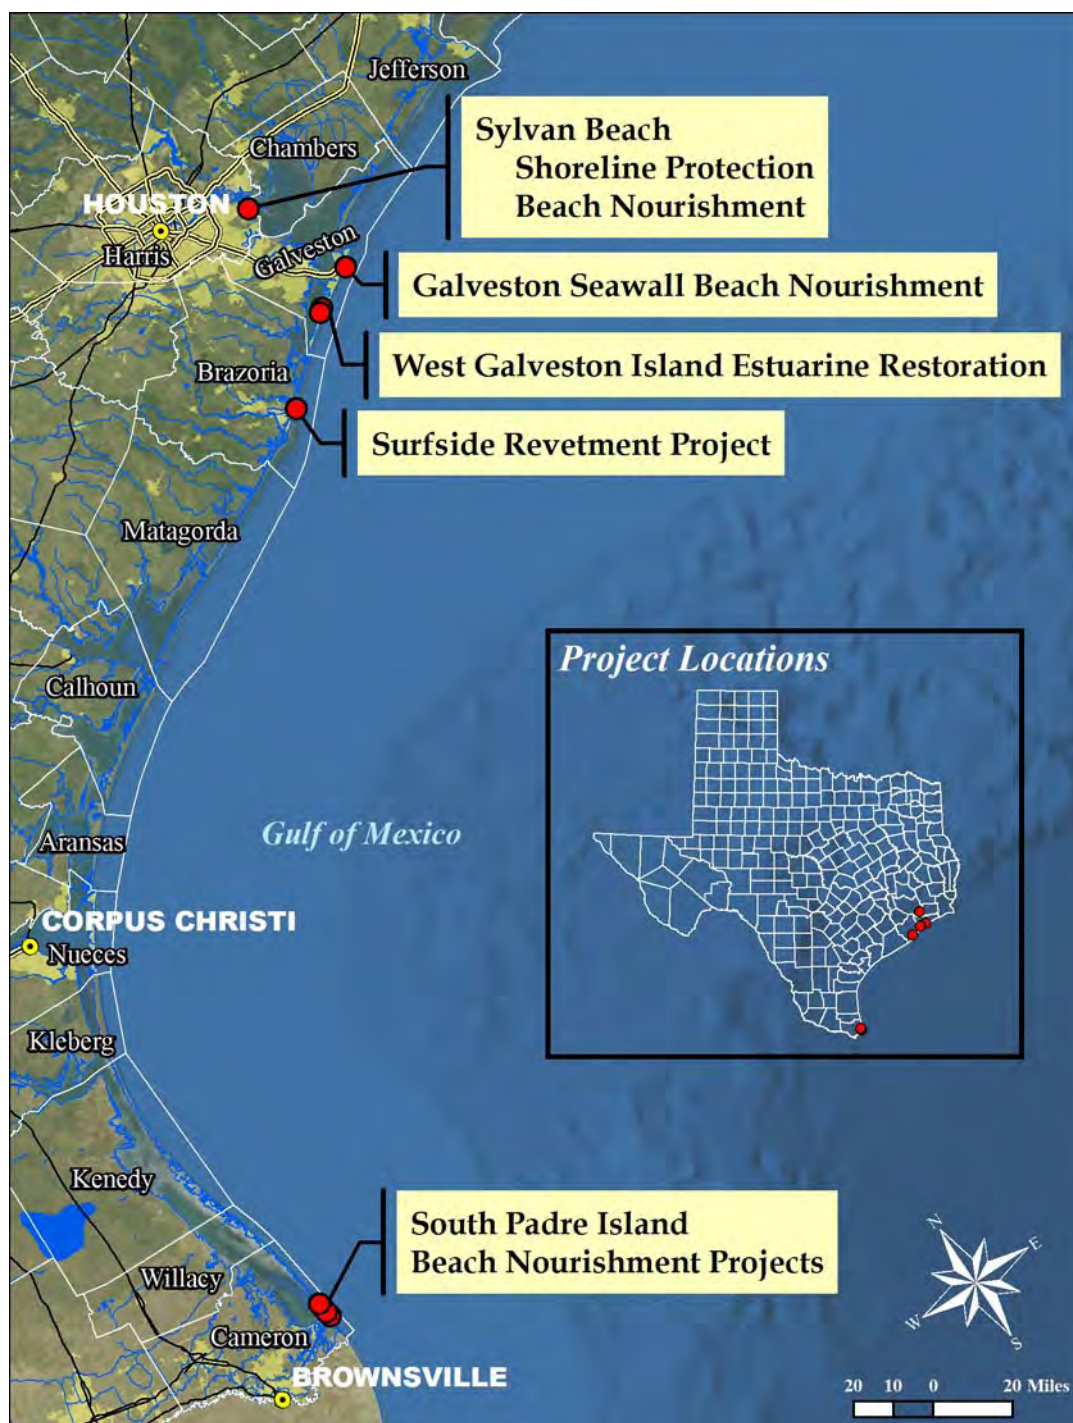 Jefferson
Sylvan Beach
Shoreline Protection
Beach Nourishment
Chambers
HOUSTON
Harris
Galveston
Galveston Seawall Beach Nourishment
West Galveston Island Estuarine Restoration
Brazoria
Surfside Revetment Project
Matagorda
Project Locations
Calhoun
Gulf of Mexico
Aransas
CORPUS CHRISTI
Nueces
Kleberg
Kenedy
South Padre Island
Beach Nourishment Projects
Willacy
Cameron
BROWNSVILLE
N
E
W
S
20 10 0 20 Miles